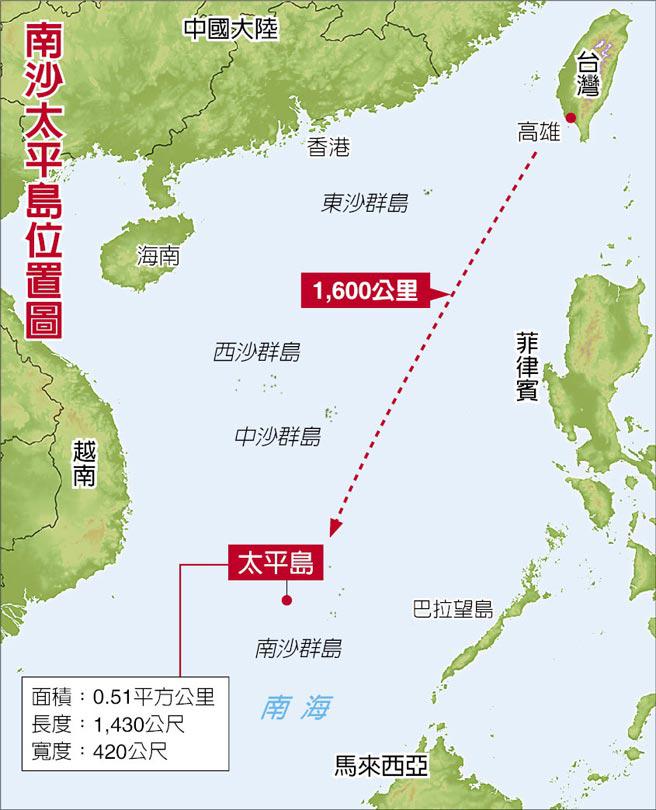 南沙太平島位置圖
中國大陸
台灣
高雄
香港
東沙群島
海南
1,600公里
菲律賓
西沙群島
中沙群島
越南
太平島
巴拉望島
南沙群島
面積：0.51平方公里
長度：1,430公尺
寬度：420公尺
南海
馬來西亞